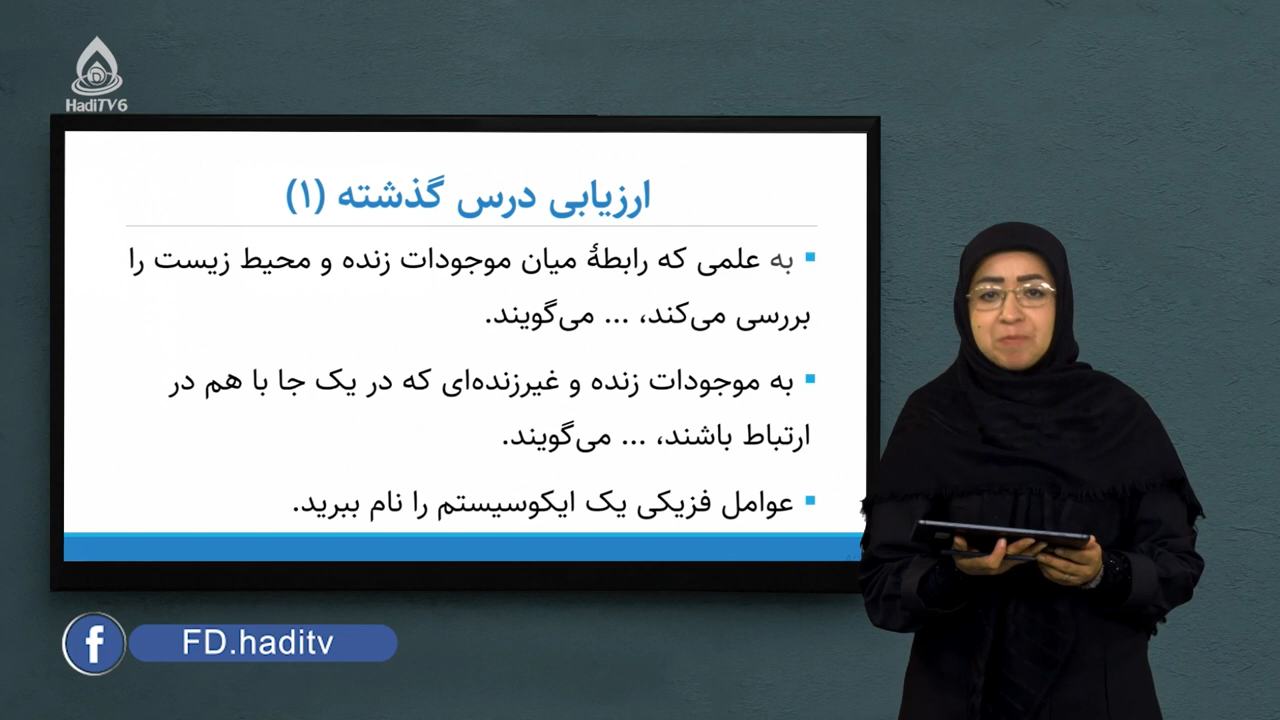 HadiTV6
ارزیابی درس گذشته (۱)
به علمی که رابطهٔ میان موجودات زنده و محیط زیست را
بررسی می‌کند، ... می‌گویند.
به موجودات زنده و غیرزنده‌ای که در یک جا با هم در
ارتباط باشند، ... می‌گویند.
عوامل فزیکی یک ایکوسیستم را نام ببرید.
f FD.haditv